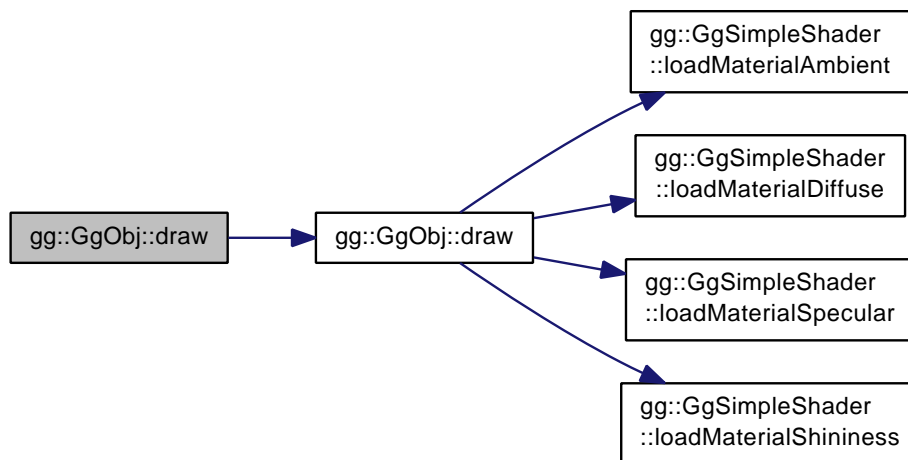 gg::GgSimpleShader
::loadMaterialAmbient
gg::GgSimpleShader
::loadMaterialDiffuse
gg::GgObj::draw
gg::GgObj::draw
gg::GgSimpleShader
::loadMaterialSpecular
gg::GgSimpleShader
::loadMaterialShininess